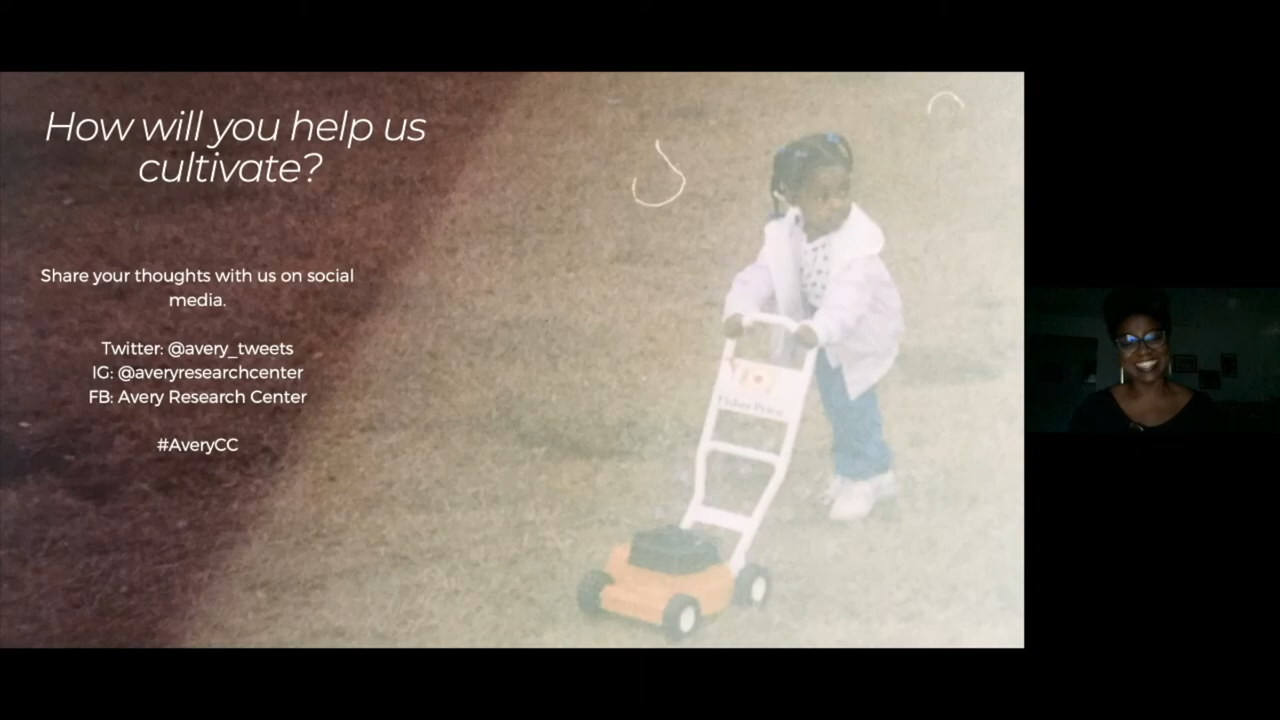 How will you help us
cultivate?
Share your thoughts with us on social
media.
Twitter: @avery_tweets
IG: @averyresearchcenter
FB: Avery Research Center
#AveryCC
Fisher-Price